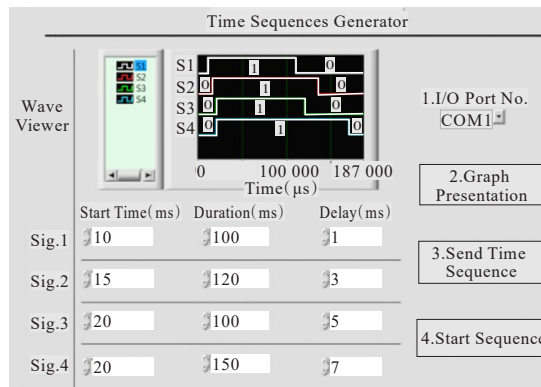 Time Sequences Generator
S1
S2
S3
S4
S1 1 0
S2 0 1 0
S3 0 1 0
S4 0 1 0
Wave
Viewer
0 100 000 187 000
Time(μs)
1.I/O Port No.
COM1
2.Graph
Presentation
3.Send Time
Sequence
4.Start Sequence
Start Time(ms) Duration(ms) Delay(ms)
Sig.1 10 100 1
Sig.2 15 120 3
Sig.3 20 100 5
Sig.4 20 150 7